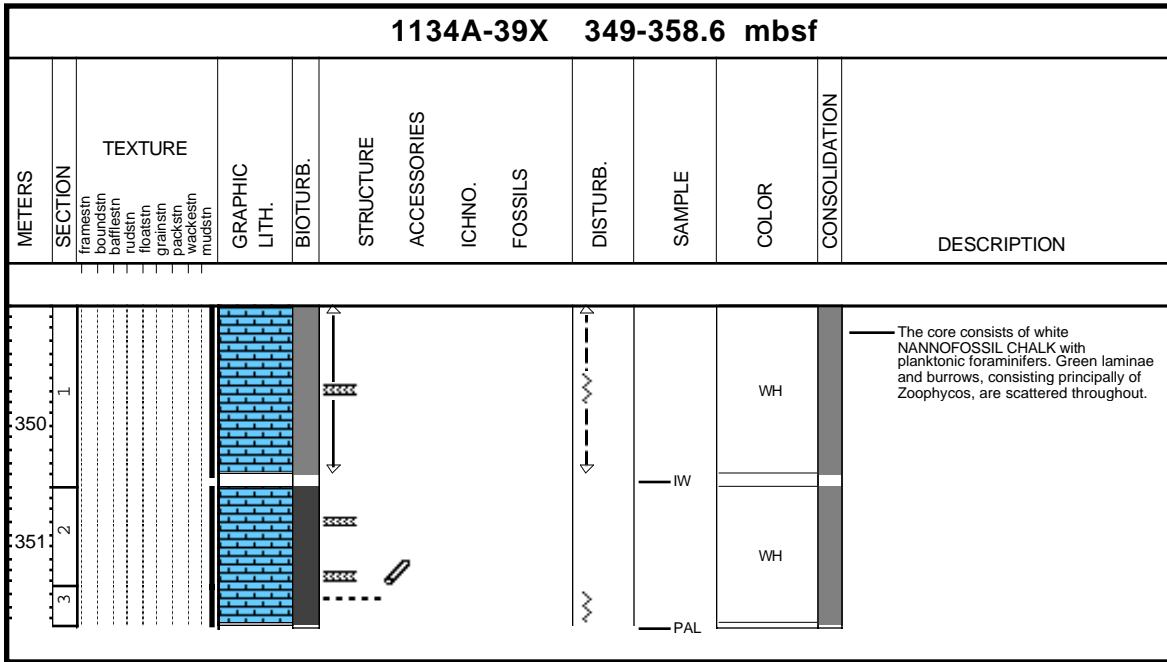 1134A-39X 349-358.6 mbsf
METERS
SECTION
TEXTURE
framestn
boundstn
bafflestn
rudstn
floatstn
grainstn
packstn
wackestn
mudstn
GRAPHIC
LITH.
BIOTURB.
STRUCTURE
ACCESSORIES
ICHNO.
FOSSILS
DISTURB.
SAMPLE
COLOR
CONSOLIDATION
DESCRIPTION
1
350
2
351
3
IW
PAL
WH
WH
The core consists of white
NANNOFOSSIL CHALK with
planktonic foraminifers. Green laminae
and burrows, consisting principally of
Zoophycos, are scattered throughout.